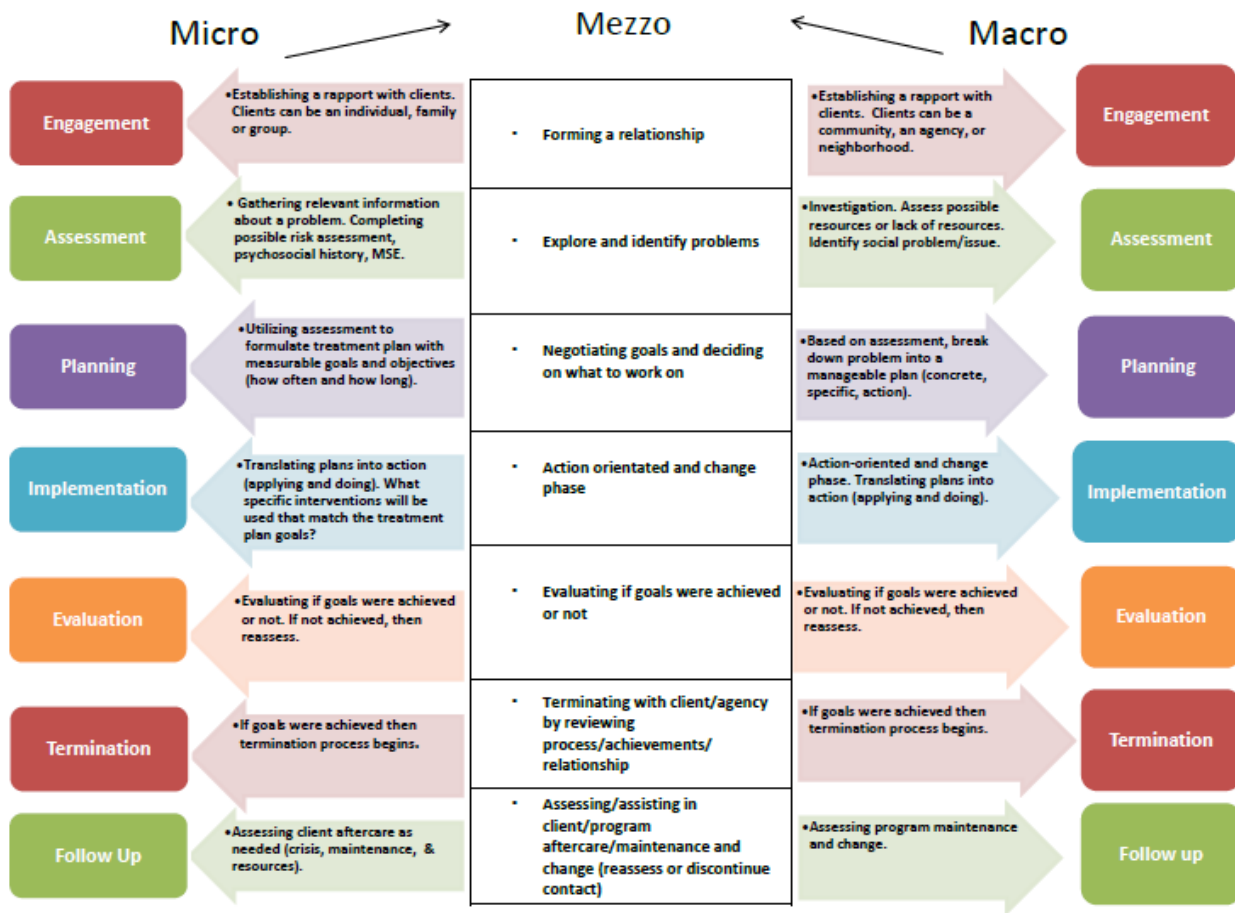 Micro
Mezzo
Macro
Engagement
•Establishing a rapport with clients.
Clients can be an individual, family
or group.
· Forming a relationship
•Establishing a rapport with
clients. Clients can be a
community, an agency, or
neighborhood.
Engagement
Assessment
• Gathering relevant information
about a problem. Completing
possible risk assessment,
psychosocial history, MSE.
· Explore and identify problems
•Investigation. Assess possible
resources or lack of resources.
Identify social problem/issue.
Assessment
Planning
•Utilizing assessment to
formulate treatment plan with
measurable goals and objectives
(how often and how long).
· Negotiating goals and deciding
on what to work on
•Based on assessment, break
down problem into a
manageable plan (concrete,
specific, action).
Planning
Implementation
•Translating plans into action
(applying and doing). What
specific interventions will be
used that match the treatment
plan goals?
· Action orientated and change
phase
•Action-oriented and change
phase. Translating plans into
action (applying and doing).
Implementation
Evaluation
•Evaluating if goals were achieved
or not. If not achieved, then
reassess.
· Evaluating if goals were achieved
or not
•Evaluating if goals were achieved
or not. If not achieved, then
reassess.
Evaluation
Termination
•If goals were achieved then
termination process begins.
· Terminating with client/agency
by reviewing
process/achievements/
relationship
•If goals were achieved then
termination process begins.
Termination
Follow Up
•Assessing client aftercare as
needed (crisis, maintenance, &
resources).
· Assessing/assisting in
client/program
aftercare/maintenance and
change (reassess or discontinue
contact)
•Assessing program maintenance
and change.
Follow up